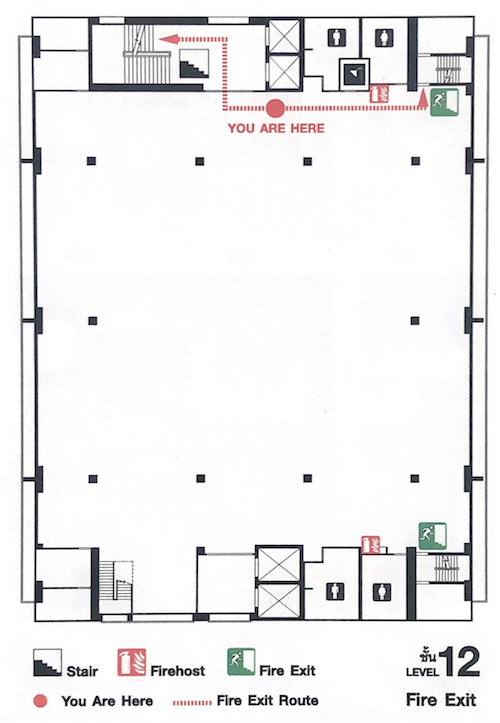 YOU ARE HERE
Stair
Firehost
Fire Exit
ชั้น
LEVEL 12
You Are Here
Fire Exit Route
Fire Exit